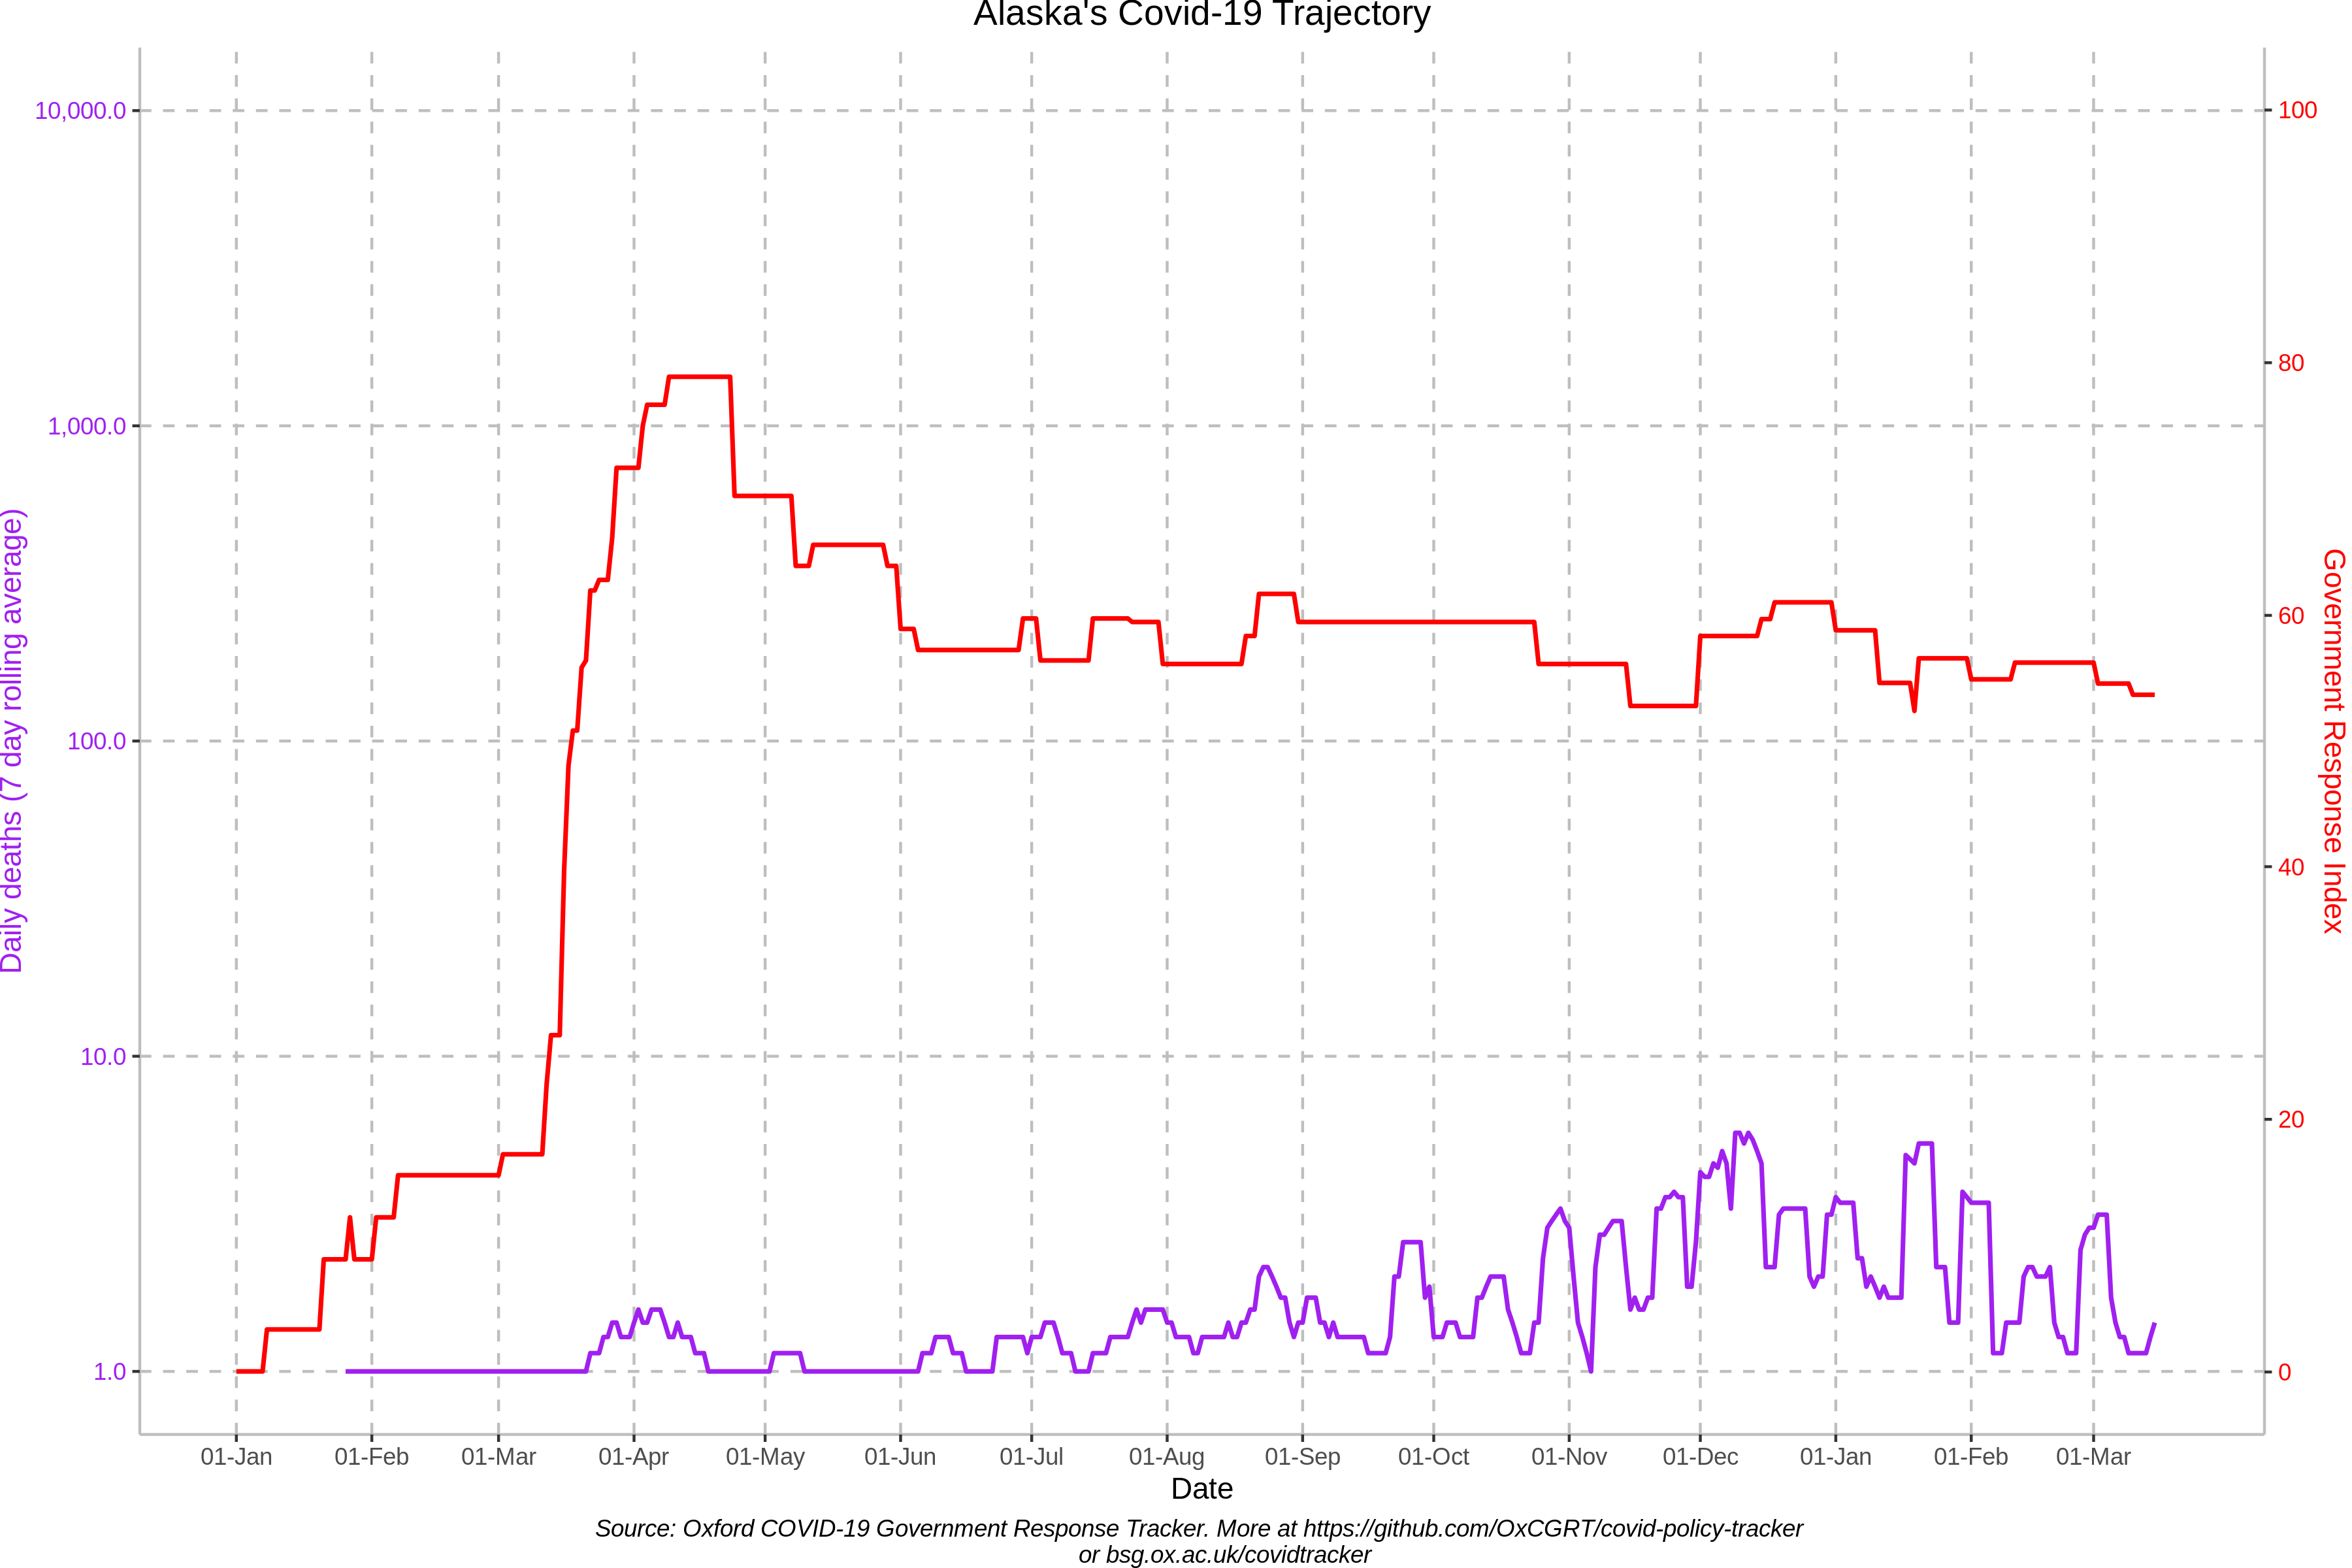 Alaska's Covid-19 Trajectory
10,000.0
1,000.0
100.0
10.0
1.0
Daily deaths (7 day rolling average)
100
80
60
40
20
0
Government Response Index
01-Jan
01-Feb
01-Mar
01-Apr
01-May
01-Jun
01-Jul
01-Aug
01-Sep
01-Oct
01-Nov
01-Dec
01-Jan
01-Feb
01-Mar
Date
Source: Oxford COVID-19 Government Response Tracker. More at https://github.com/OxCGRT/covid-policy-tracker
or bsg.ox.ac.uk/covidtracker